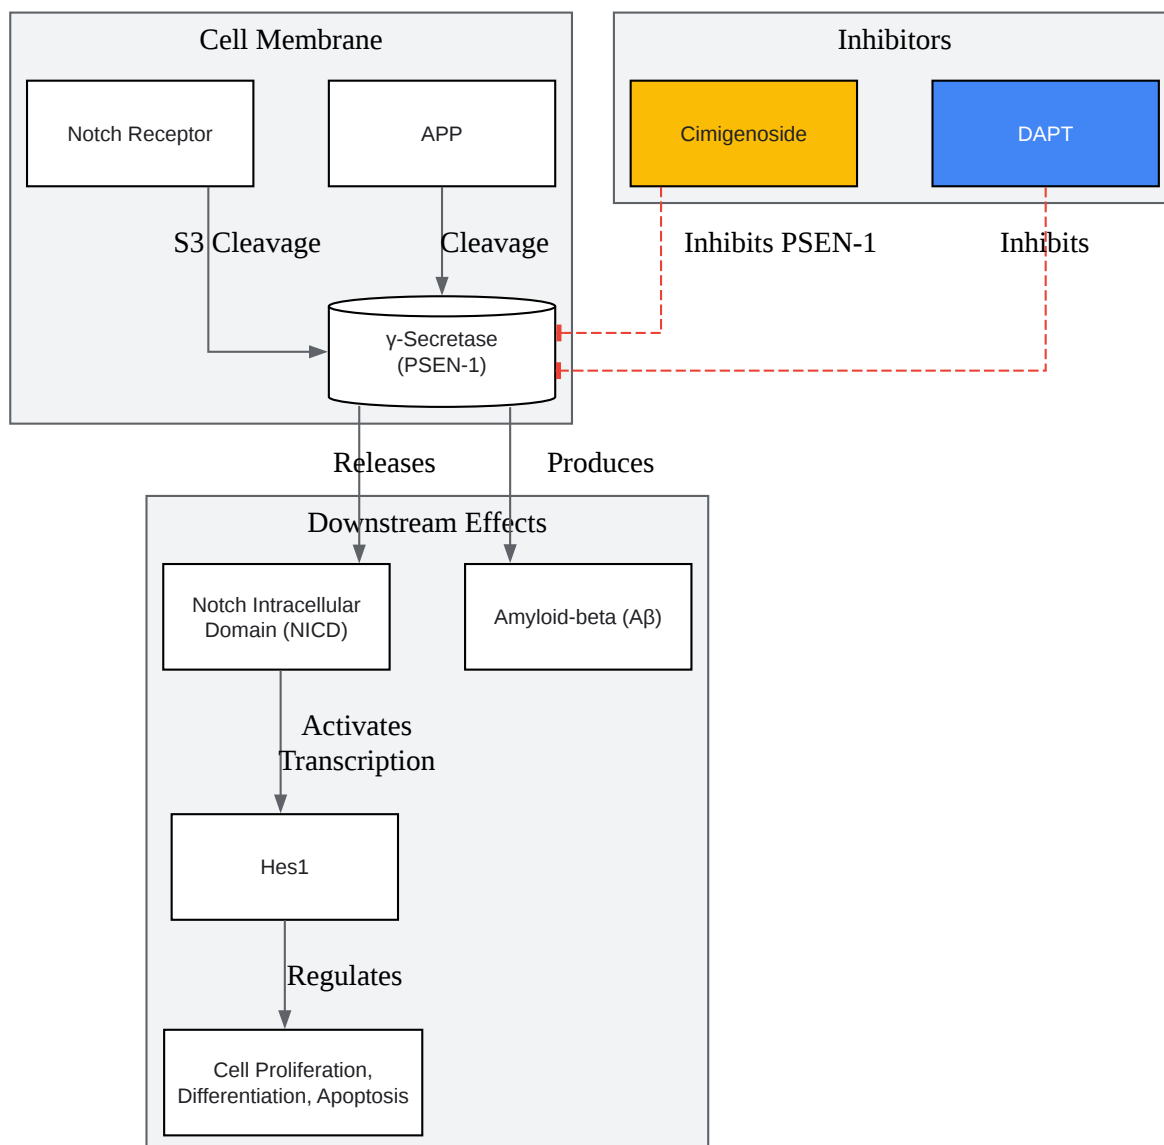 Cell Membrane
Inhibitors
Notch Receptor
APP
Cimigenoside
DAPT
S3 Cleavage
Cleavage
Inhibits PSEN-1
Inhibits
γ-Secretase
(PSEN-1)
Releases
Produces
Downstream Effects
Notch Intracellular
Domain (NICD)
Amyloid-beta (Aβ)
Activates
Transcription
Hes1
Regulates
Cell Proliferation,
Differentiation, Apoptosis